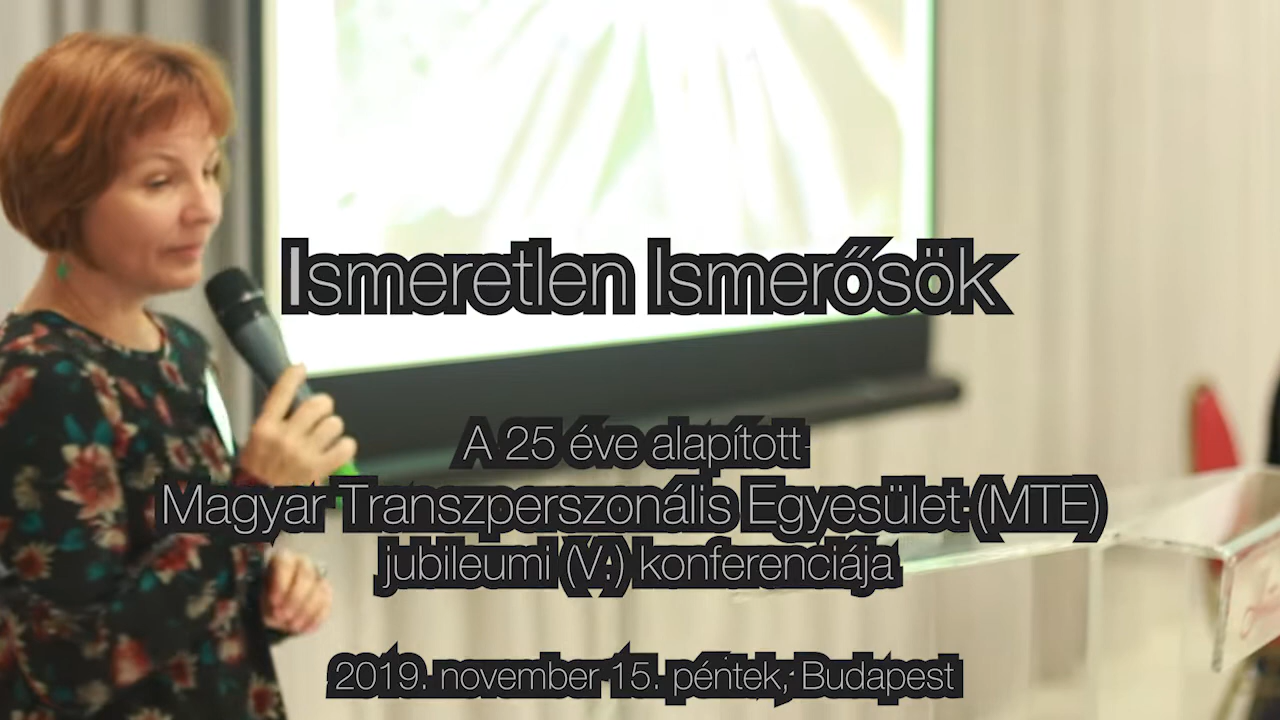 Ismeretlen Ismerősök
A 25 éve alapított
Magyar Transzperszonális Egyesület (MTE)
jubileumi (V.) konferenciája
2019. november 15. péntek, Budapest